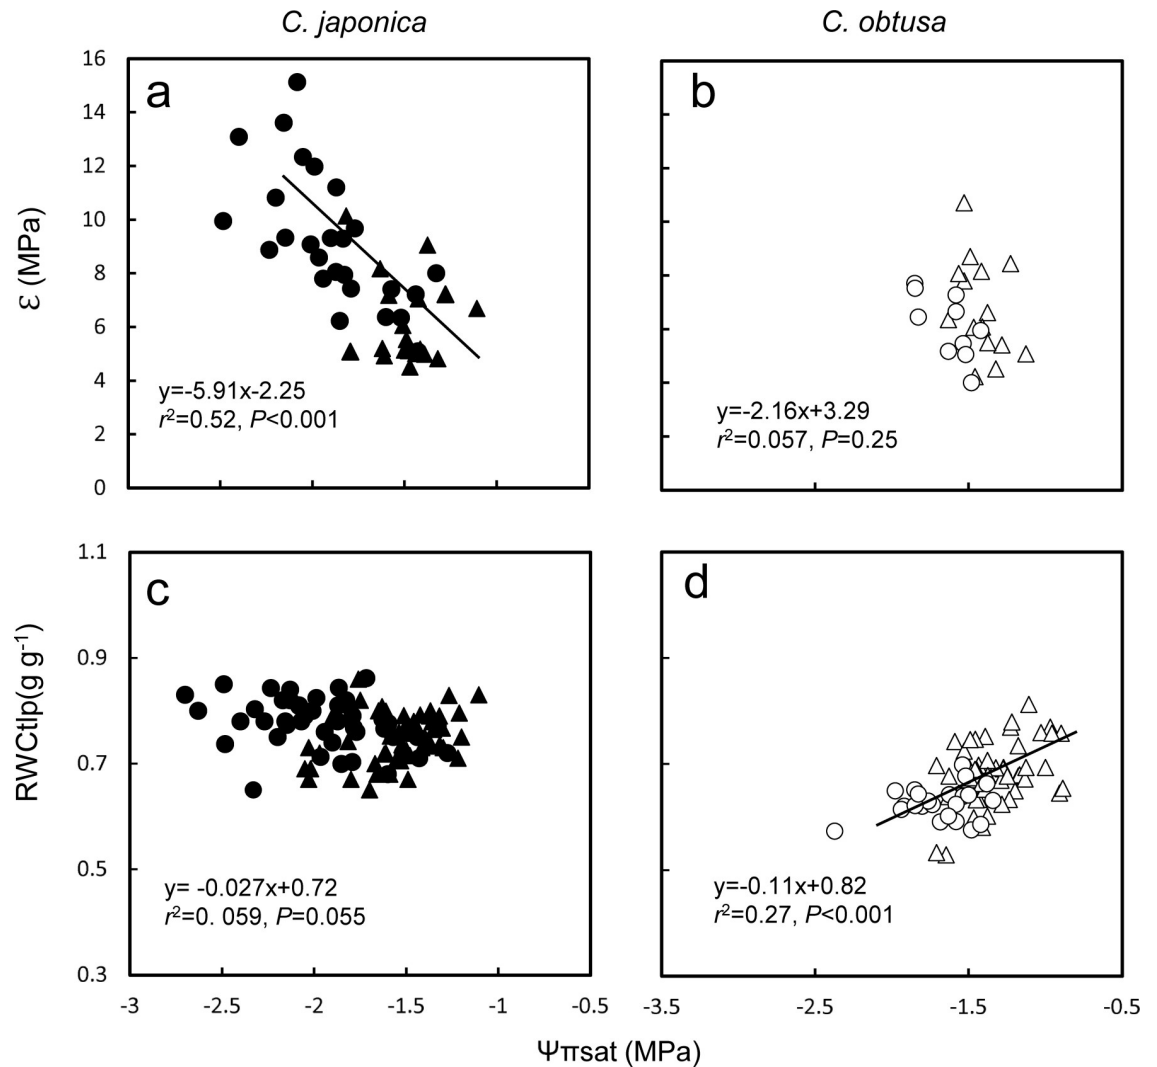 C. japonica
C. obtusa
16
14
12
10
8
6
4
2
0
ε (MPa)
a
y=-5.91x-2.25
r²=0.52, P<0.001
b
y=-2.16x+3.29
r²=0.057, P=0.25
1.1
0.9
0.7
0.5
0.3
RWCtlp(g g⁻¹)
c
y= -0.027x+0.72
r²=0. 059, P=0.055
d
y=-0.11x+0.82
r²=0.27, P<0.001
-3 -2.5 -2 -1.5 -1
-3.5 -2.5 -1.5 -0.5
Ψπsat (MPa)